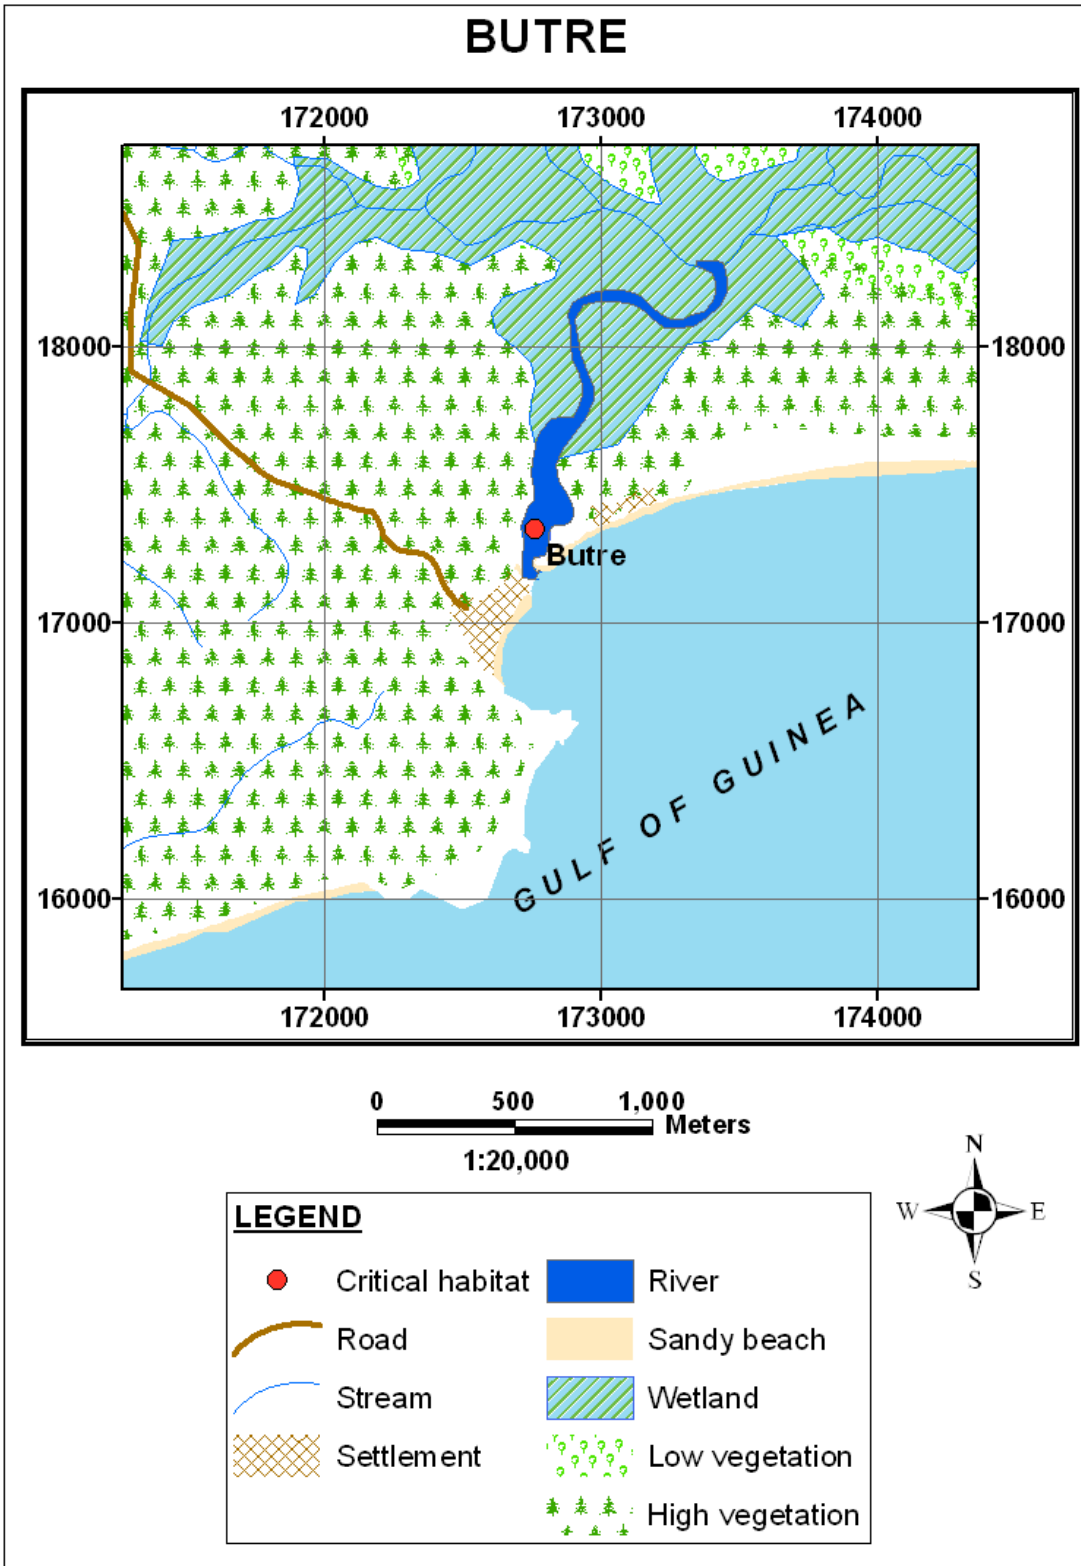 BUTRE
172000 173000 174000
18000 18000
Butre
17000 17000
GULF OF GUINEA
16000 16000
172000 173000 174000
0 500 1,000
Meters
1:20,000
N
W E
S
LEGEND
Critical habitat River
Road Sandy beach
Stream Wetland
Settlement Low vegetation
High vegetation